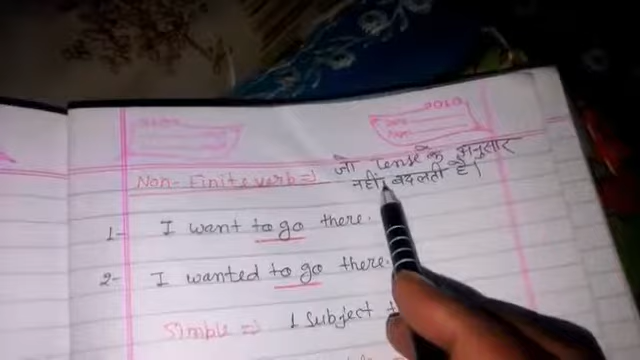 Non-Finite verb => जो tense के अनुसार
नहीं बदलती है।
1- I want to go there.
2- I wanted to go there.
Simple => 1 Subject